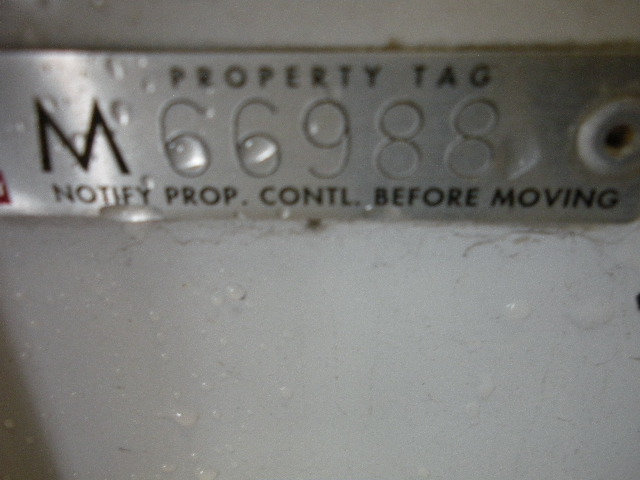 PROPERTY TAG
M 66988
NOTIFY PROP. CONTL. BEFORE MOVING